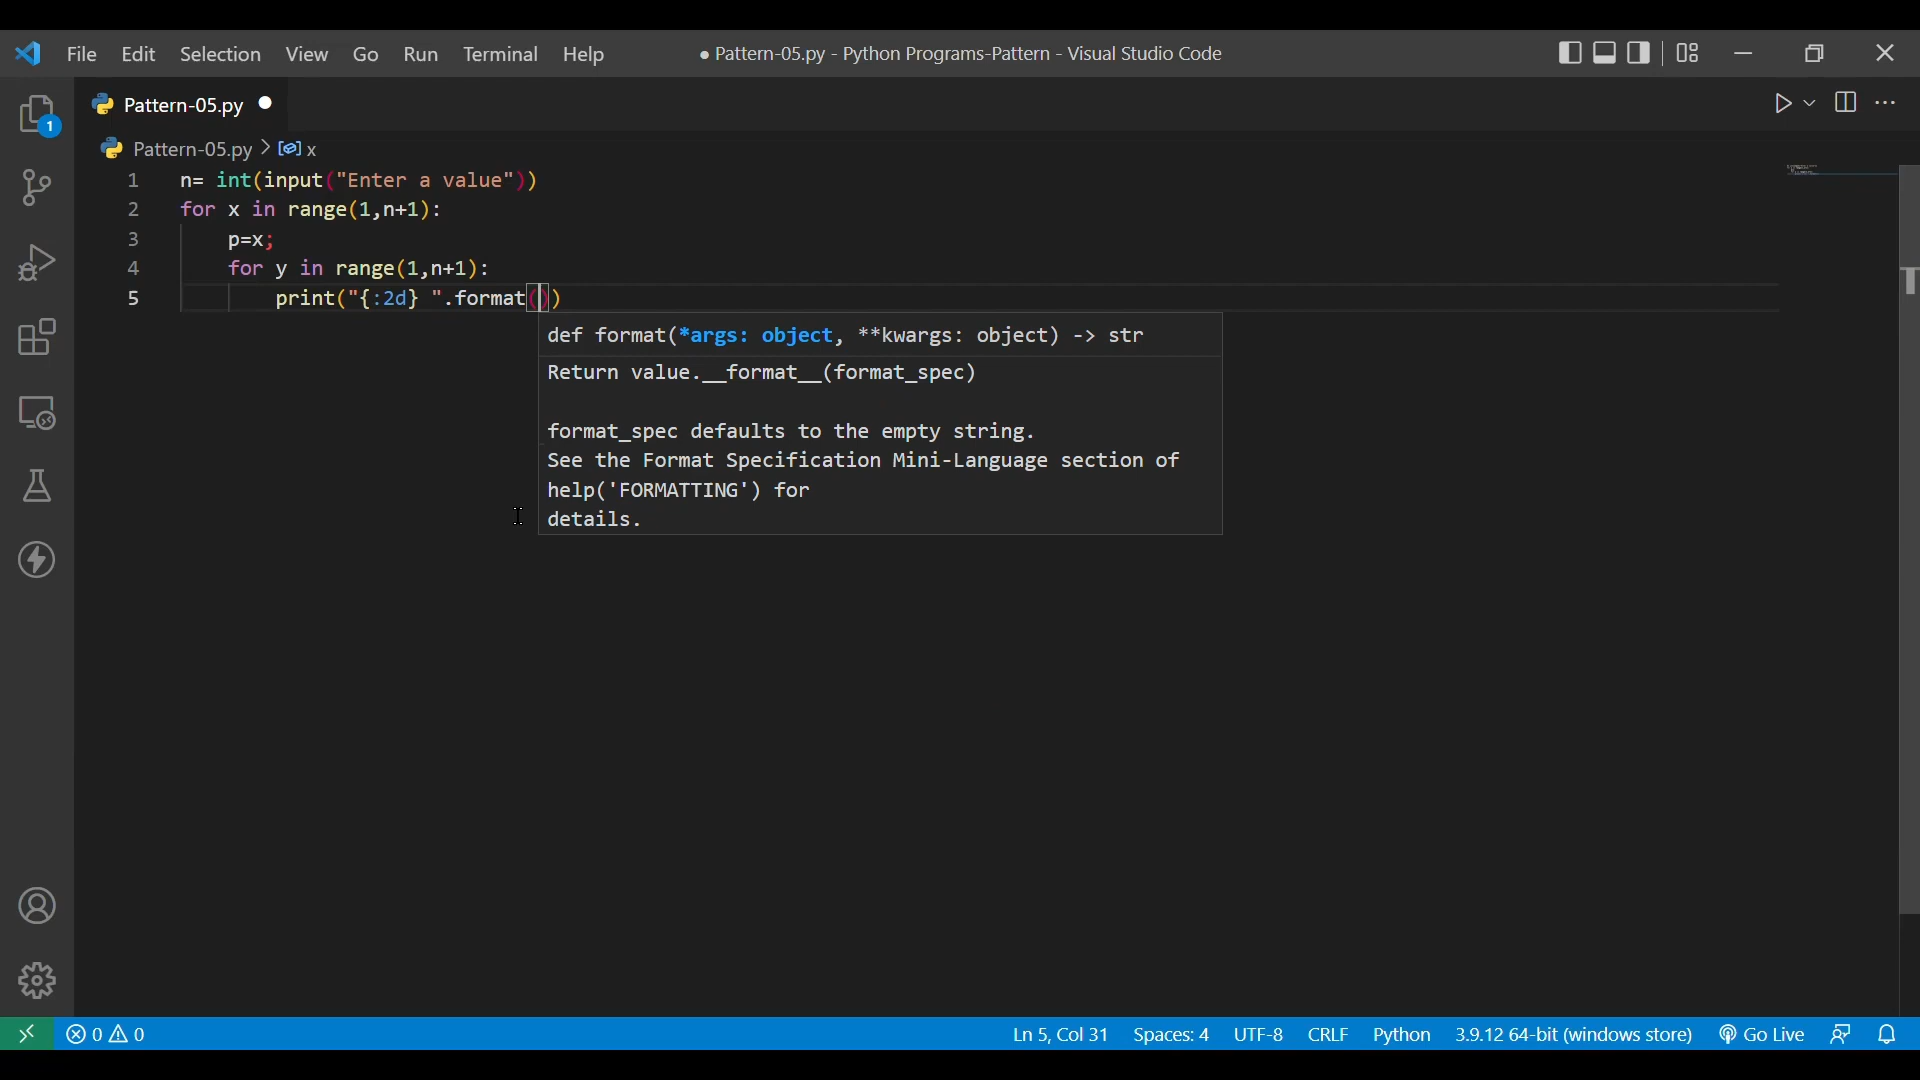 File Edit Selection View Go Run Terminal Help ● Pattern-05.py - Python Programs-Pattern - Visual Studio Code
Pattern-05.py ●
Pattern-05.py > x
1
1 n= int(input("Enter a value"))
2 for x in range(1,n+1):
3 p=x;
4 for y in range(1,n+1):
5 print("{:2d} ".format())
def format(*args: object, **kwargs: object) -> str
Return value.__format__(format_spec)
format_spec defaults to the empty string.
See the Format Specification Mini-Language section of
help('FORMATTING') for
details.
0 0 Ln 5, Col 31 Spaces: 4 UTF-8 CRLF Python 3.9.12 64-bit (windows store) Go Live